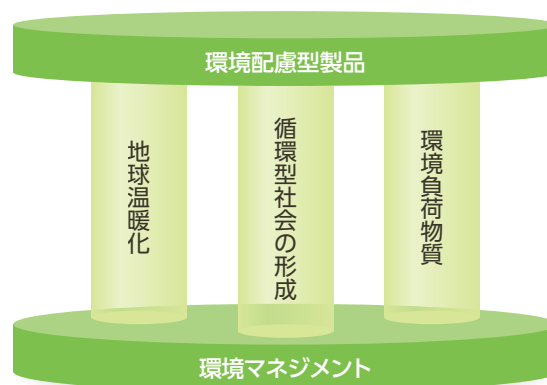 環境配慮型製品
地球温暖化
循環型社会の形成
環境負荷物質
環境マネジメント